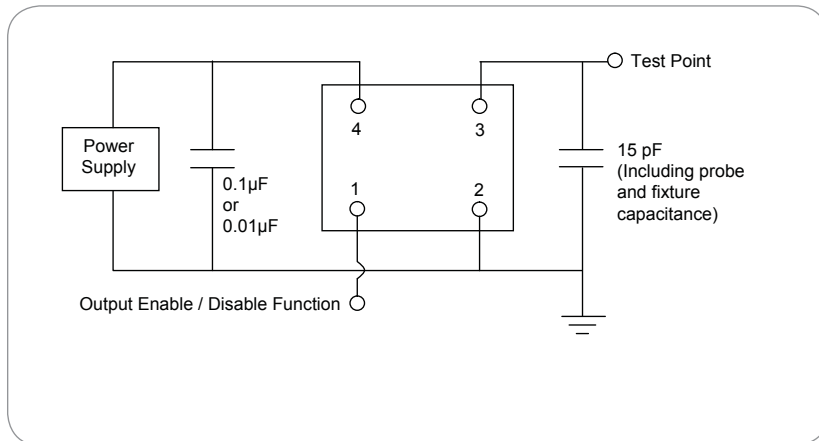 Test Point
4
3
Power
Supply
0.1µF
or
0.01µF
1
2
15 pF
(Including probe
and fixture
capacitance)
Output Enable / Disable Function